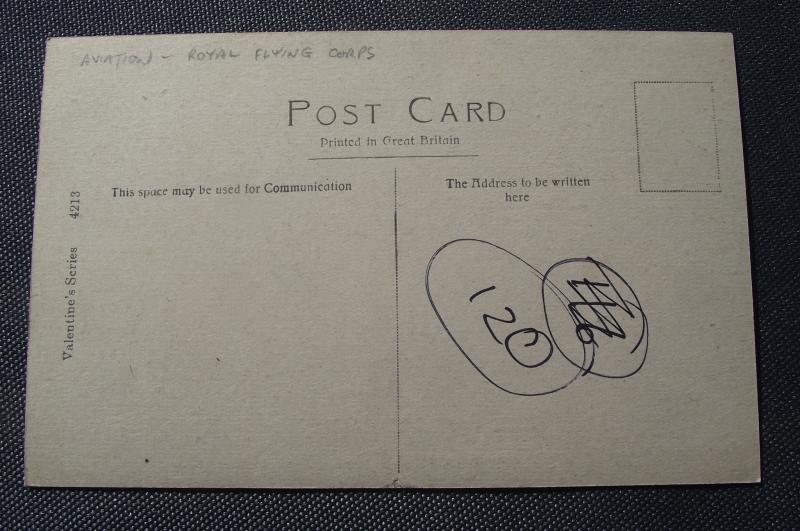 AVIATION - ROYAL FLYING CORPS
POST CARD
Printed in Great Britain
This space may be used for Communication
The Address to be written
here
Valentine's Series 4213
120